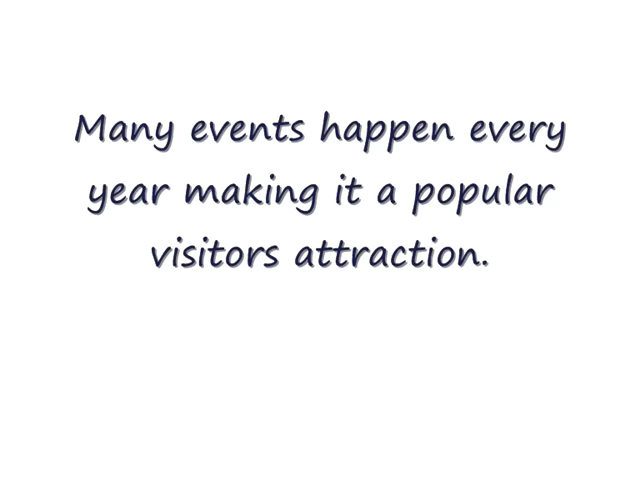 Many events happen every
year making it a popular
visitors attraction.